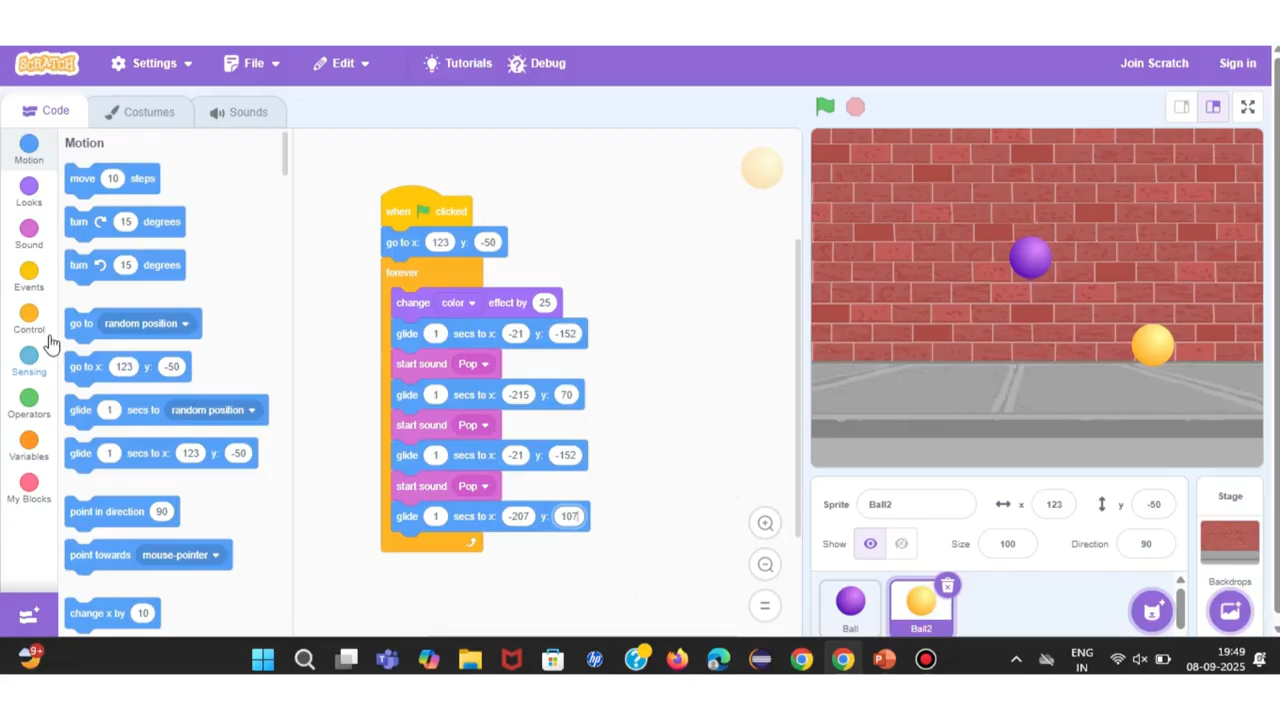 SCRATCH Settings File Edit Tutorials Debug Join Scratch Sign in
Code Costumes Sounds
Motion
Looks
Sound
Events
Control
Sensing
Operators
Variables
My Blocks
Motion
move 10 steps
turn 15 degrees
turn 15 degrees
go to random position
go to x: 123 y: -50
glide 1 secs to random position
glide 1 secs to x: 123 y: -50
point in direction 90
point towards mouse-pointer
change x by 10
when clicked
go to x: 123 y: -50
forever
change color effect by 25
glide 1 secs to x: -21 y: -152
start sound Pop
glide 1 secs to x: -215 y: 70
start sound Pop
glide 1 secs to x: -21 y: -152
start sound Pop
glide 1 secs to x: -207 y: 107
Sprite Ball2 x 123 y -50
Show Size 100 Direction 90
Ball
Ball2
Stage
Backdrops
9+
ENG
IN
19:49
08-09-2025